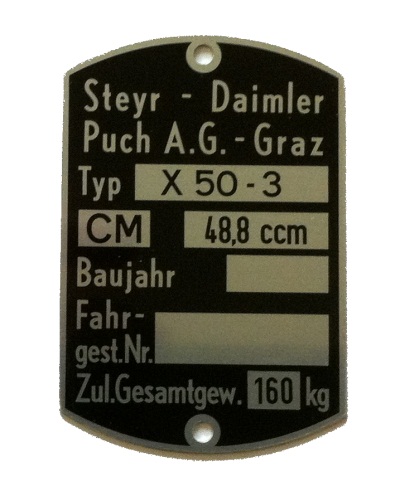 Steyr - Daimler
Puch A.G. - Graz
Typ X 50 - 3
CM 48,8 ccm
Baujahr
Fahr-
gest.Nr.
Zul.Gesamtgew. 160 kg